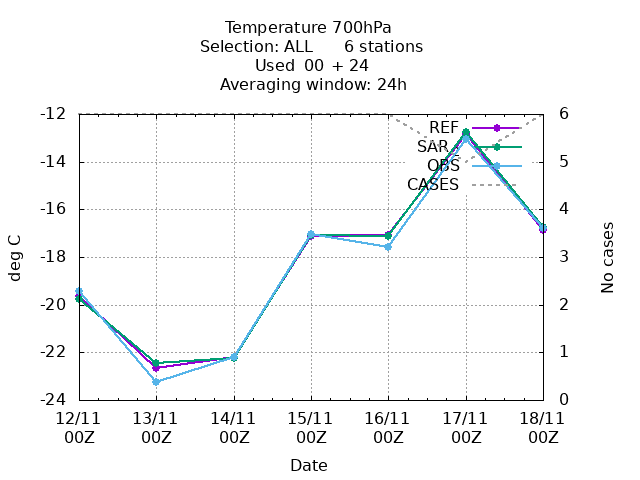 Temperature 700hPa
Selection: ALL      6 stations
Used  00 + 24
Averaging window: 24h
-12
-14
-16
-18
-20
-22
-24
deg C
6
5
4
3
2
1
0
No cases
REF
SAR
OBS
CASES
12/11 13/11 14/11 15/11 16/11 17/11 18/11
00Z 00Z 00Z 00Z 00Z 00Z 00Z
Date